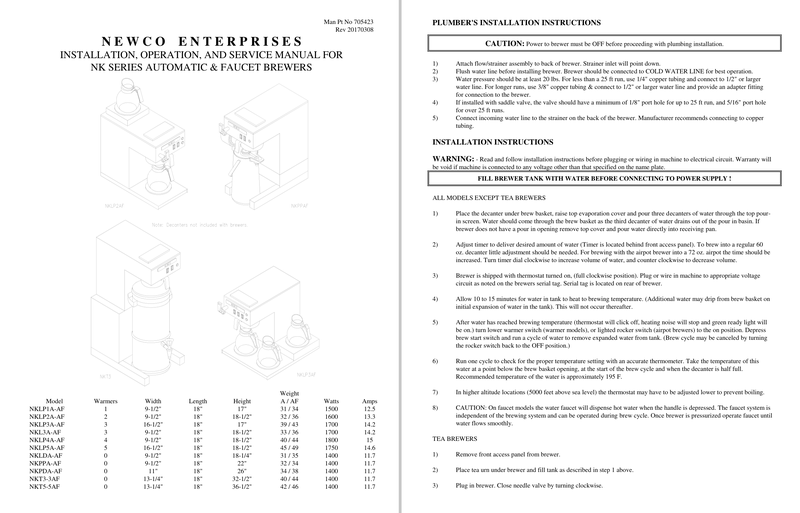 Man Pt No 705423
Rev 20170308
NEWCO ENTERPRISES
INSTALLATION, OPERATION, AND SERVICE MANUAL FOR
NK SERIES AUTOMATIC & FAUCET BREWERS
Note: Decanters not shipped with brewers.
Model Warmers Width Length Height Weight A / AF Watts Amps
NKLP1A-AF 1 9-1/2" 18" 17" 31 / 34 1500 12.5
NKLP2A-AF 2 9-1/2" 18" 18-1/2" 32 / 36 1600 13.3
NKLP3A-AF 3 16-1/2" 18" 17" 39 / 43 1700 14.2
NKL3A-AF 3 9-1/2" 18" 18-1/2" 33 / 36 1700 14.2
NKLP4A-AF 4 9-1/2" 18" 18-1/2" 40 / 44 1800 15
NKLP5A-AF 5 16-1/2" 18" 18-1/2" 45 / 49 1750 14.6
NKLDA-AF 0 9-1/2" 18" 18-1/4" 31 / 35 1400 11.7
NKPPA-AF 0 9-1/2" 18" 22" 32 / 34 1400 11.7
NKPDA-AF 0 11" 18" 26" 34 / 38 1400 11.7
NKT3-3AF 0 13-1/4" 18" 32-1/2" 40 / 44 1400 11.7
NKT5-5AF 0 13-1/4" 18" 36-1/2" 42 / 46 1400 11.7
PLUMBER'S INSTALLATION INSTRUCTIONS
CAUTION: Power to brewer must be OFF before proceeding with plumbing installation.
1) Attach flow/strainer assembly to back of brewer. Strainer inlet will point down.
2) Flush water line before installing brewer. Brewer should be connected to COLD WATER LINE for best operation.
3) Water pressure should be at least 20 lbs. For less than a 25 ft run, use 1/4" copper tubing and connect to 1/2" or larger
water line. For longer runs, use 3/8" copper tubing & connect to 1/2" or larger water line and provide an adapter fitting
for connection to the brewer.
4) If installed with saddle valve, the valve should have a minimum of 1/8" port hole for up to 25 ft run, and 5/16" port hole
for over 25 ft runs.
5) Connect incoming water line to the strainer on the back of the brewer. Manufacturer recommends connecting to copper
tubing.
INSTALLATION INSTRUCTIONS
WARNING: - Read and follow installation instructions before plugging or wiring in machine to electrical circuit. Warranty will
be void if machine is connected to any voltage other than that specified on the name plate.
FILL BREWER TANK WITH WATER BEFORE CONNECTING TO POWER SUPPLY !
ALL MODELS EXCEPT TEA BREWERS
1) Place the decanter under brew basket, raise top evaporation cover and pour three decanters of water through the top pour-
in screen. Water should come through the brew basket as the third decanter of water drains out of the pour in basin. If
brewer does not have a pour in opening remove top cover and pour water directly into receiving pan.
2) Adjust timer to deliver desired amount of water (Timer is located behind front access panel). To brew into a regular 60
oz. decanter little adjustment should be needed. For brewing with the airpot brewer into a 72 oz. airpot the time should be
increased. Turn timer dial clockwise to increase volume of water, and counter clockwise to decrease volume.
3) Brewer is shipped with thermostat turned on, (full clockwise position). Plug or wire in machine to appropriate voltage
circuit as noted on the brewers serial tag. Serial tag is located on rear of brewer.
4) Allow 10 to 15 minutes for water in tank to heat to brewing temperature. (Additional water may drip from brew basket on
initial expansion of water in the tank). This will not occur thereafter.
5) After water has reached brewing temperature (thermostat will click off, heating noise will stop and green ready light will
be on.) turn lower warmer switch (warmer models), or lighted rocker switch (airpot brewers) to the on position. Depress
brew start switch and run a cycle of water to remove expanded water from tank. (Brew cycle may be canceled by turning
the rocker switch back to the OFF position.)
6) Run one cycle to check for the proper temperature setting with an accurate thermometer. Take the temperature of this
water at a point below the brew basket opening, at the start of the brew cycle and when the decanter is half full.
Recommended temperature of the water is approximately 195 F.
7) In higher altitude locations (5000 feet above sea level) the thermostat may have to be adjusted lower to prevent boiling.
8) CAUTION: On faucet models the water faucet will dispense hot water when the handle is depressed. The faucet system is
independent of the brewing system and can be operated during brew cycle. Once brewer is pressurized operate faucet until
water flows smoothly.
TEA BREWERS
1) Remove front access panel from brewer.
2) Place tea urn under brewer and fill tank as described in step 1 above.
3) Plug in brewer. Close needle valve by turning clockwise.